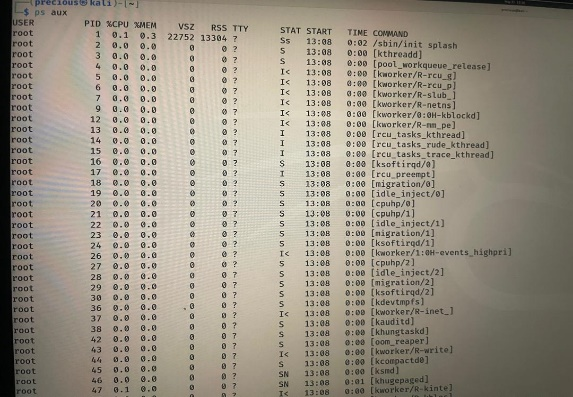 (precious㉿kali)-[~]
$ ps aux
USER PID %CPU %MEM VSZ RSS TTY STAT START TIME COMMAND
root 1 0.1 0.3 22752 13304 ? Ss 13:08 0:02 /sbin/init splash
root 2 0.0 0.0 0 0 ? S 13:08 0:00 [kthreadd]
root 3 0.0 0.0 0 0 ? S 13:08 0:00 [pool_workqueue_release]
root 4 0.0 0.0 0 0 ? I< 13:08 0:00 [kworker/R-rcu_g]
root 5 0.0 0.0 0 0 ? I< 13:08 0:00 [kworker/R-rcu_p]
root 6 0.0 0.0 0 0 ? I< 13:08 0:00 [kworker/R-slub_]
root 7 0.0 0.0 0 0 ? I< 13:08 0:00 [kworker/R-netns]
root 9 0.0 0.0 0 0 ? I< 13:08 0:00 [kworker/0:0H-kblockd]
root 12 0.0 0.0 0 0 ? I< 13:08 0:00 [kworker/R-mm_pe]
root 13 0.0 0.0 0 0 ? I 13:08 0:00 [rcu_tasks_kthread]
root 14 0.0 0.0 0 0 ? I 13:08 0:00 [rcu_tasks_rude_kthread]
root 15 0.0 0.0 0 0 ? I 13:08 0:00 [rcu_tasks_trace_kthread]
root 16 0.0 0.0 0 0 ? S 13:08 0:00 [ksoftirqd/0]
root 17 0.0 0.0 0 0 ? I 13:08 0:00 [rcu_preempt]
root 18 0.0 0.0 0 0 ? S 13:08 0:00 [migration/0]
root 19 0.0 0.0 0 0 ? S 13:08 0:00 [idle_inject/0]
root 20 0.0 0.0 0 0 ? S 13:08 0:00 [cpuhp/0]
root 21 0.0 0.0 0 0 ? S 13:08 0:00 [cpuhp/1]
root 22 0.0 0.0 0 0 ? S 13:08 0:00 [idle_inject/1]
root 23 0.0 0.0 0 0 ? S 13:08 0:00 [migration/1]
root 24 0.0 0.0 0 0 ? S 13:08 0:00 [ksoftirqd/1]
root 26 0.0 0.0 0 0 ? I< 13:08 0:00 [kworker/1:0H-events_highpri]
root 27 0.0 0.0 0 0 ? S 13:08 0:00 [cpuhp/2]
root 28 0.0 0.0 0 0 ? S 13:08 0:00 [idle_inject/2]
root 29 0.0 0.0 0 0 ? S 13:08 0:00 [migration/2]
root 30 0.0 0.0 0 0 ? S 13:08 0:00 [ksoftirqd/2]
root 36 0.0 0.0 0 0 ? S 13:08 0:00 [kdevtmpfs]
root 37 0.0 0.0 0 0 ? I< 13:08 0:00 [kworker/R-inet_]
root 38 0.0 0.0 0 0 ? S 13:08 0:00 [kauditd]
root 42 0.0 0.0 0 0 ? S 13:08 0:00 [khungtaskd]
root 43 0.0 0.0 0 0 ? S 13:08 0:00 [oom_reaper]
root 44 0.0 0.0 0 0 ? I< 13:08 0:00 [kworker/R-write]
root 45 0.0 0.0 0 0 ? S 13:08 0:00 [kcompactd0]
root 46 0.0 0.0 0 0 ? SN 13:08 0:00 [ksmd]
root 47 0.1 0.0 0 0 ? SN 13:08 0:01 [khugepaged]
I< 13:08 0:00 [kworker/R-kinte]